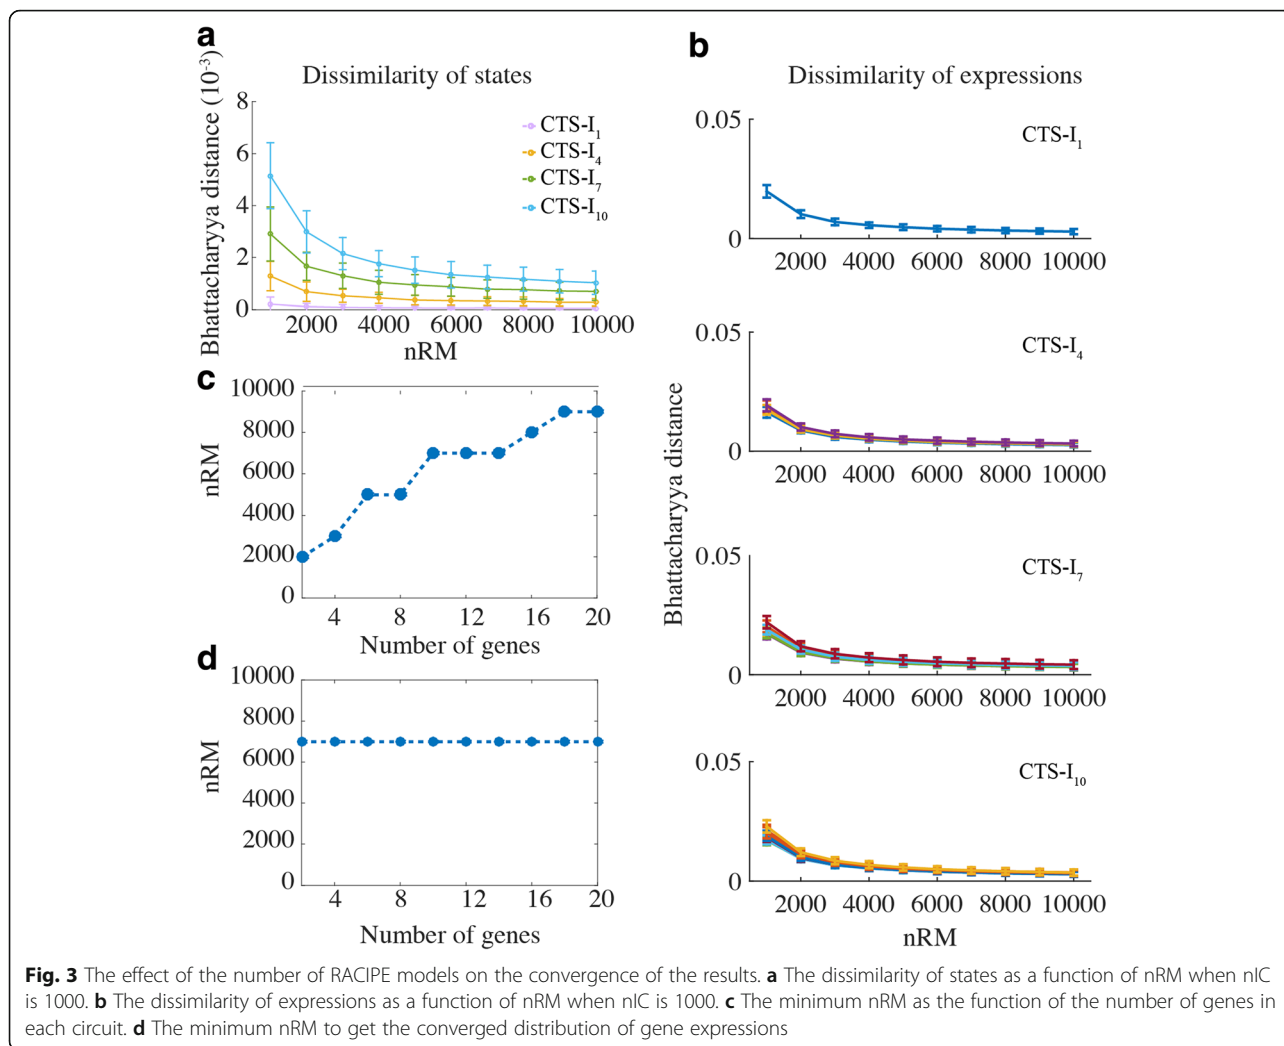 a
Dissimilarity of states
Bhattacharyya distance (10⁻³)
8
6
4
2
0
CTS-I₁
CTS-I₄
CTS-I₇
CTS-I₁₀
2000 4000 6000 8000 10000
nRM
b
Dissimilarity of expressions
Bhattacharyya distance
0.05
0
CTS-I₁
2000 4000 6000 8000 10000
0.05
0
CTS-I₄
2000 4000 6000 8000 10000
0.05
0
CTS-I₇
2000 4000 6000 8000 10000
0.05
0
CTS-I₁₀
2000 4000 6000 8000 10000
nRM
c
nRM
10000
8000
6000
4000
2000
0
4 8 12 16 20
Number of genes
d
nRM
10000
8000
6000
4000
2000
0
4 8 12 16 20
Number of genes
Fig. 3 The effect of the number of RACIPE models on the convergence of the results. a The dissimilarity of states as a function of nRM when nIC
is 1000. b The dissimilarity of expressions as a function of nRM when nIC is 1000. c The minimum nRM as the function of the number of genes in
each circuit. d The minimum nRM to get the converged distribution of gene expressions